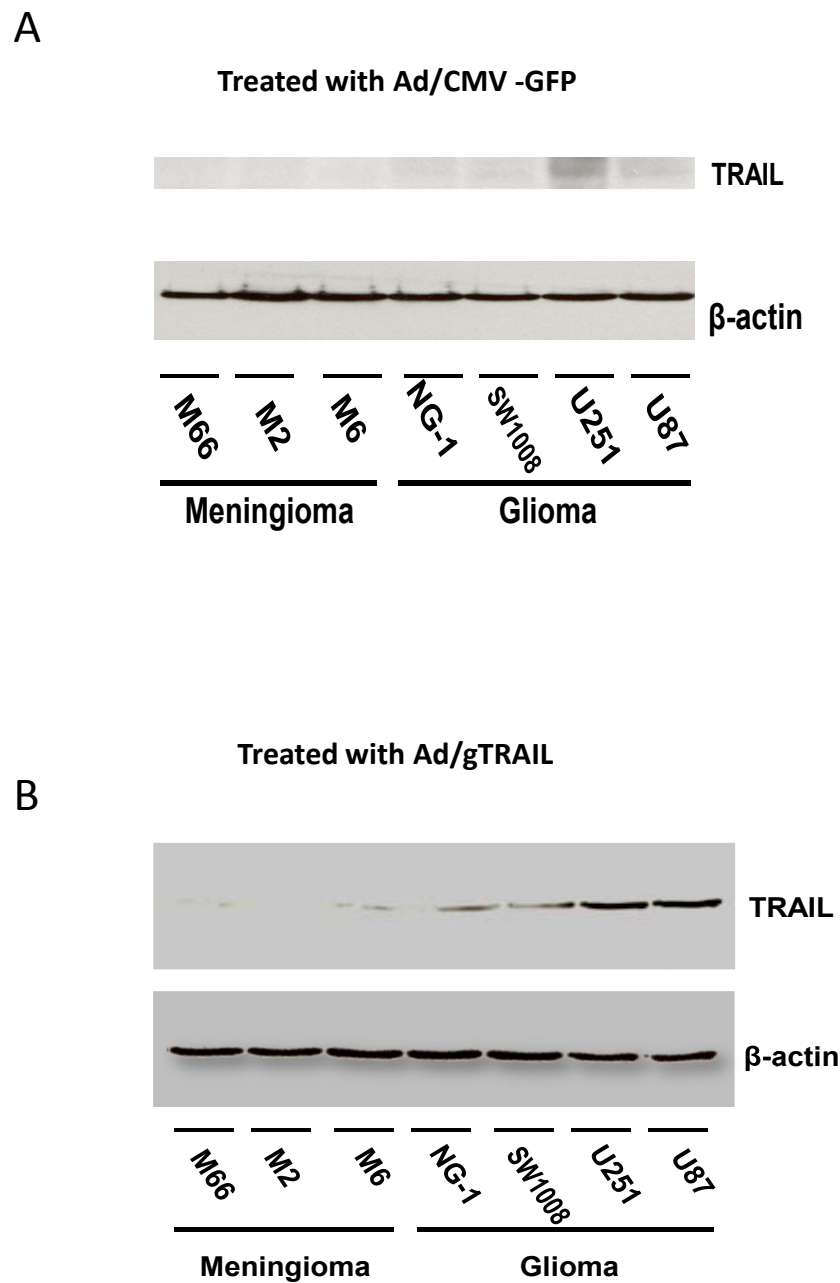 A
Treated with Ad/CMV -GFP
TRAIL
β-actin
M66 M2 M6 NG-1 SW1008 U251 U87
Meningioma Glioma
Treated with Ad/gTRAIL
B
TRAIL
β-actin
M66 M2 M6 NG-1 SW1008 U251 U87
Meningioma Glioma